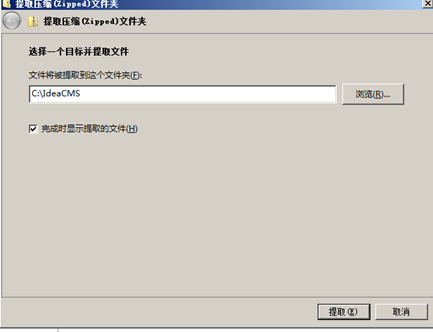 提取压缩(Zipped)文件夹
提取压缩(Zipped)文件夹
选择一个目标并提取文件
文件将被提取到这个文件夹(F):
C:\IdeaCMS
浏览(R)...
完成时显示提取的文件(H)
提取(E)
取消